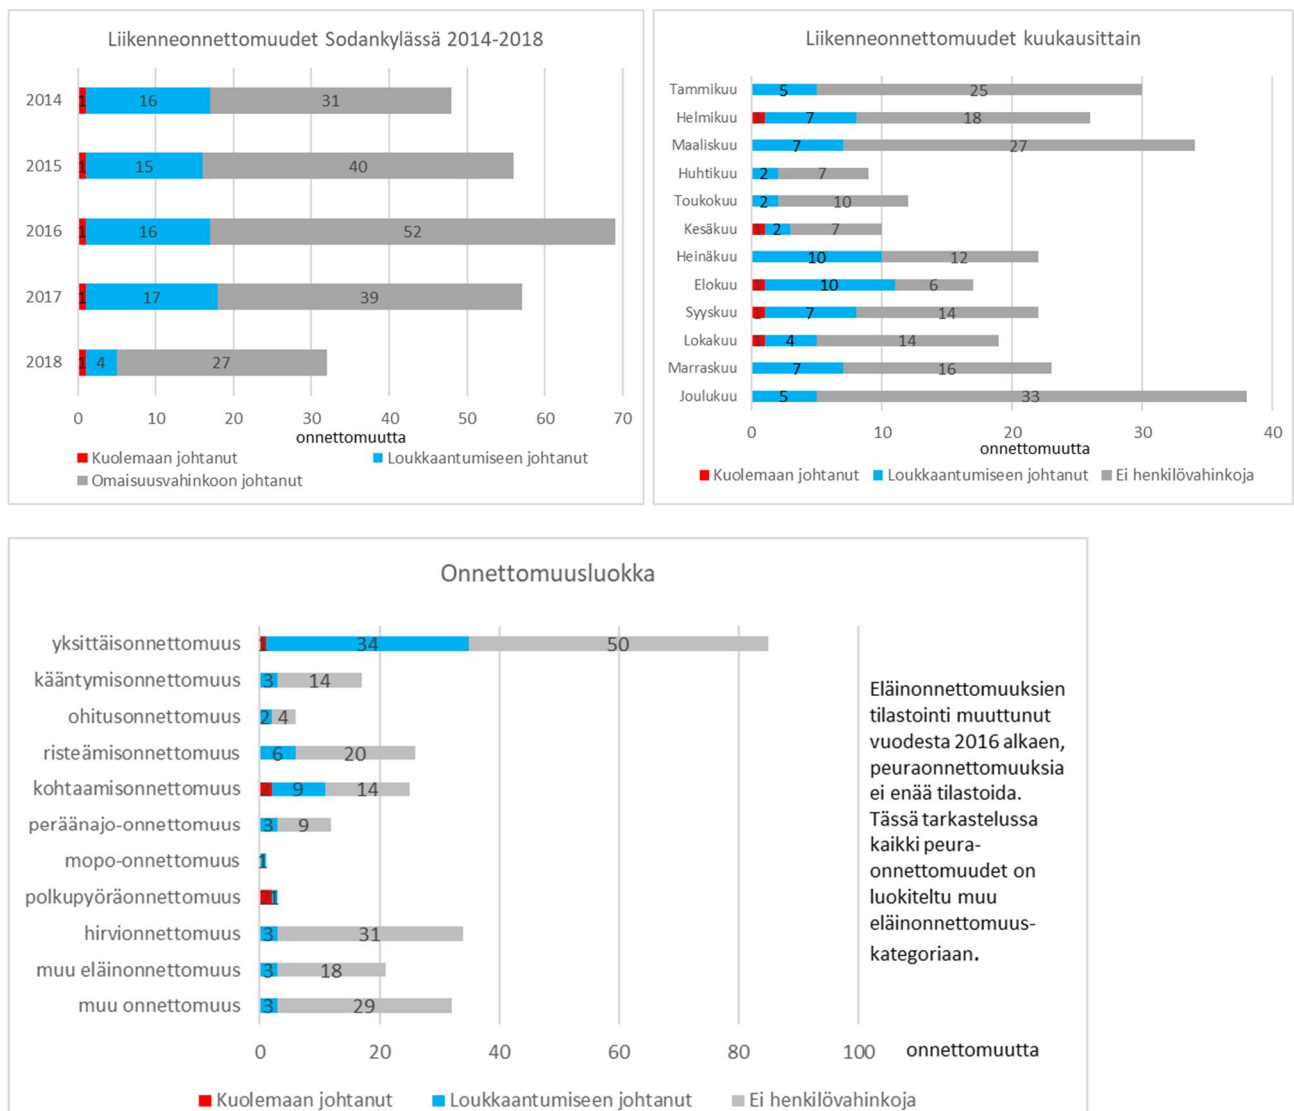 Liikenneonnettomuudet Sodankylässä 2014-2018
2014 1 16 31
2015 1 15 40
2016 1 16 52
2017 1 17 39
2018 1 4 27
0 10 20 30 40 50 60 70
onnettomuutta
Kuolemaan johtanut Loukkaantumiseen johtanut
Omaisuusvahinkoon johtanut
Liikenneonnettomuudet kuukausittain
Tammikuu 5 25
Helmikuu 1 7 18
Maaliskuu 7 27
Huhtikuu 2 7
Toukokuu 2 10
Kesäkuu 1 2 7
Heinäkuu 10 12
Elokuu 1 10 6
Syyskuu 1 7 14
Lokakuu 1 4 14
Marraskuu 7 16
Joulukuu 5 33
0 10 20 30 40
onnettomuutta
Kuolemaan johtanut Loukkaantumiseen johtanut Ei henkilövahinkoja
Onnettomuusluokka
yksittäisonnettomuus 1 34 50
kääntymisonnettomuus 3 14
ohitusonnettomuus 2 4
risteämisonnettomuus 6 20
kohtaamisonnettomuus 2 9 14
peräänajo-onnettomuus 3 9
mopo-onnettomuus 1
polkupyöräonnettomuus 2 1
hirvionnettomuus 3 31
muu eläinonnettomuus 3 18
muu onnettomuus 3 29
0 20 40 60 80 100 onnettomuutta
Kuolemaan johtanut Loukkaantumiseen johtanut Ei henkilövahinkoja
Eläinonnettomuuksien
tilastointi muuttunut
vuodesta 2016 alkaen,
peuraonnettomuuksia
ei enää tilastoida.
Tässä tarkastelussa
kaikki peura-
onnettomuudet on
luokiteltu muu
eläinonnettomuus-
kategoriaan.